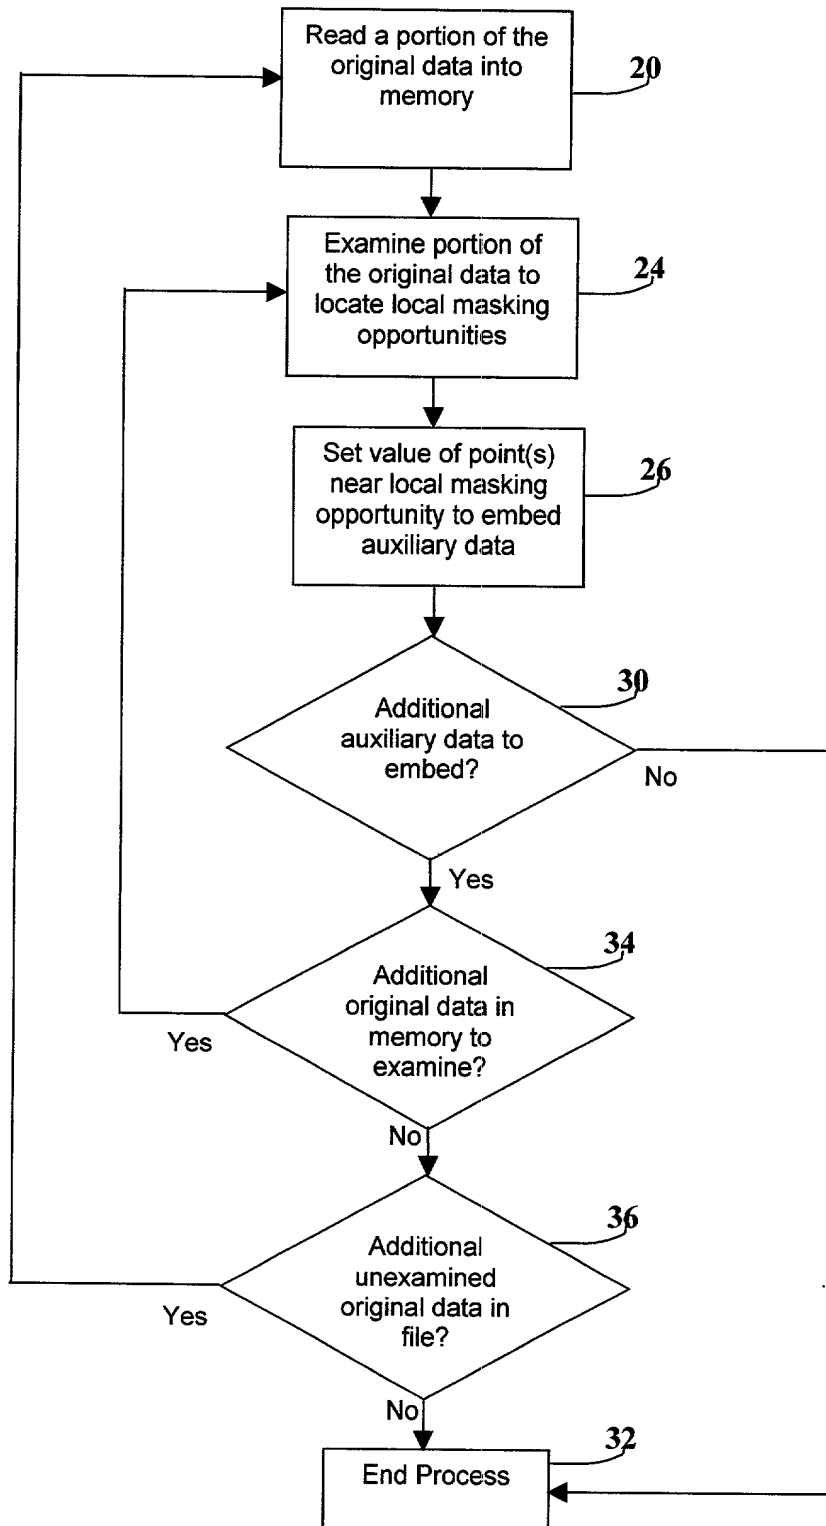 Read a portion of the
original data into
memory
20
Examine portion of
the original data to
locate local masking
opportunities
24
Set value of point(s)
near local masking
opportunity to embed
auxiliary data
26
30
Additional
auxiliary data to
embed?
No
Yes
34
Additional
original data in
memory to
examine?
Yes
No
36
Additional
unexamined
original data in
file?
Yes
No
32
End Process